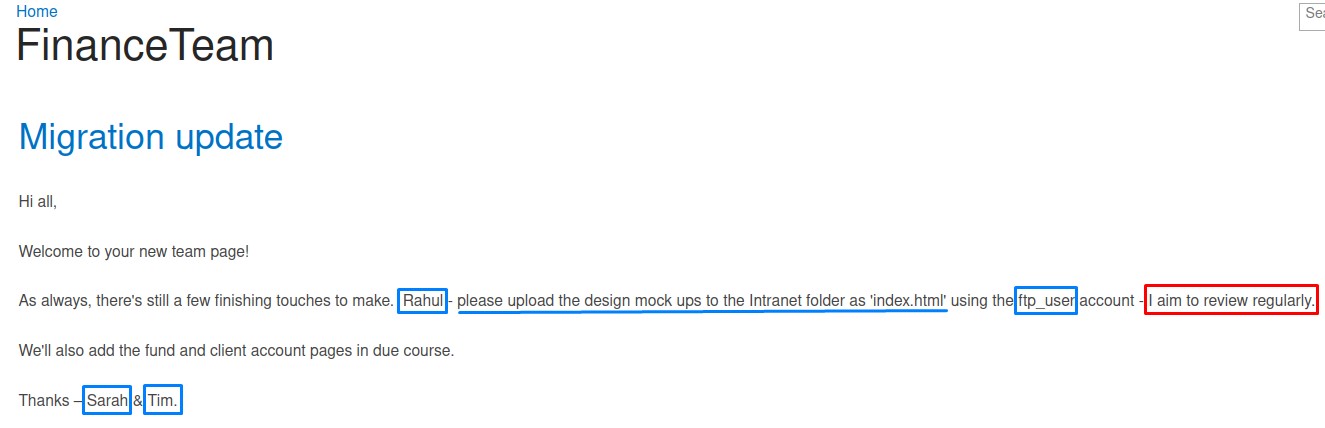 Home
Sea
FinanceTeam
Migration update
Hi all,
Welcome to your new team page!
As always, there's still a few finishing touches to make. Rahul - please upload the design mock ups to the Intranet folder as 'index.html' using the ftp_user account - I aim to review regularly.
We'll also add the fund and client account pages in due course.
Thanks – Sarah & Tim.